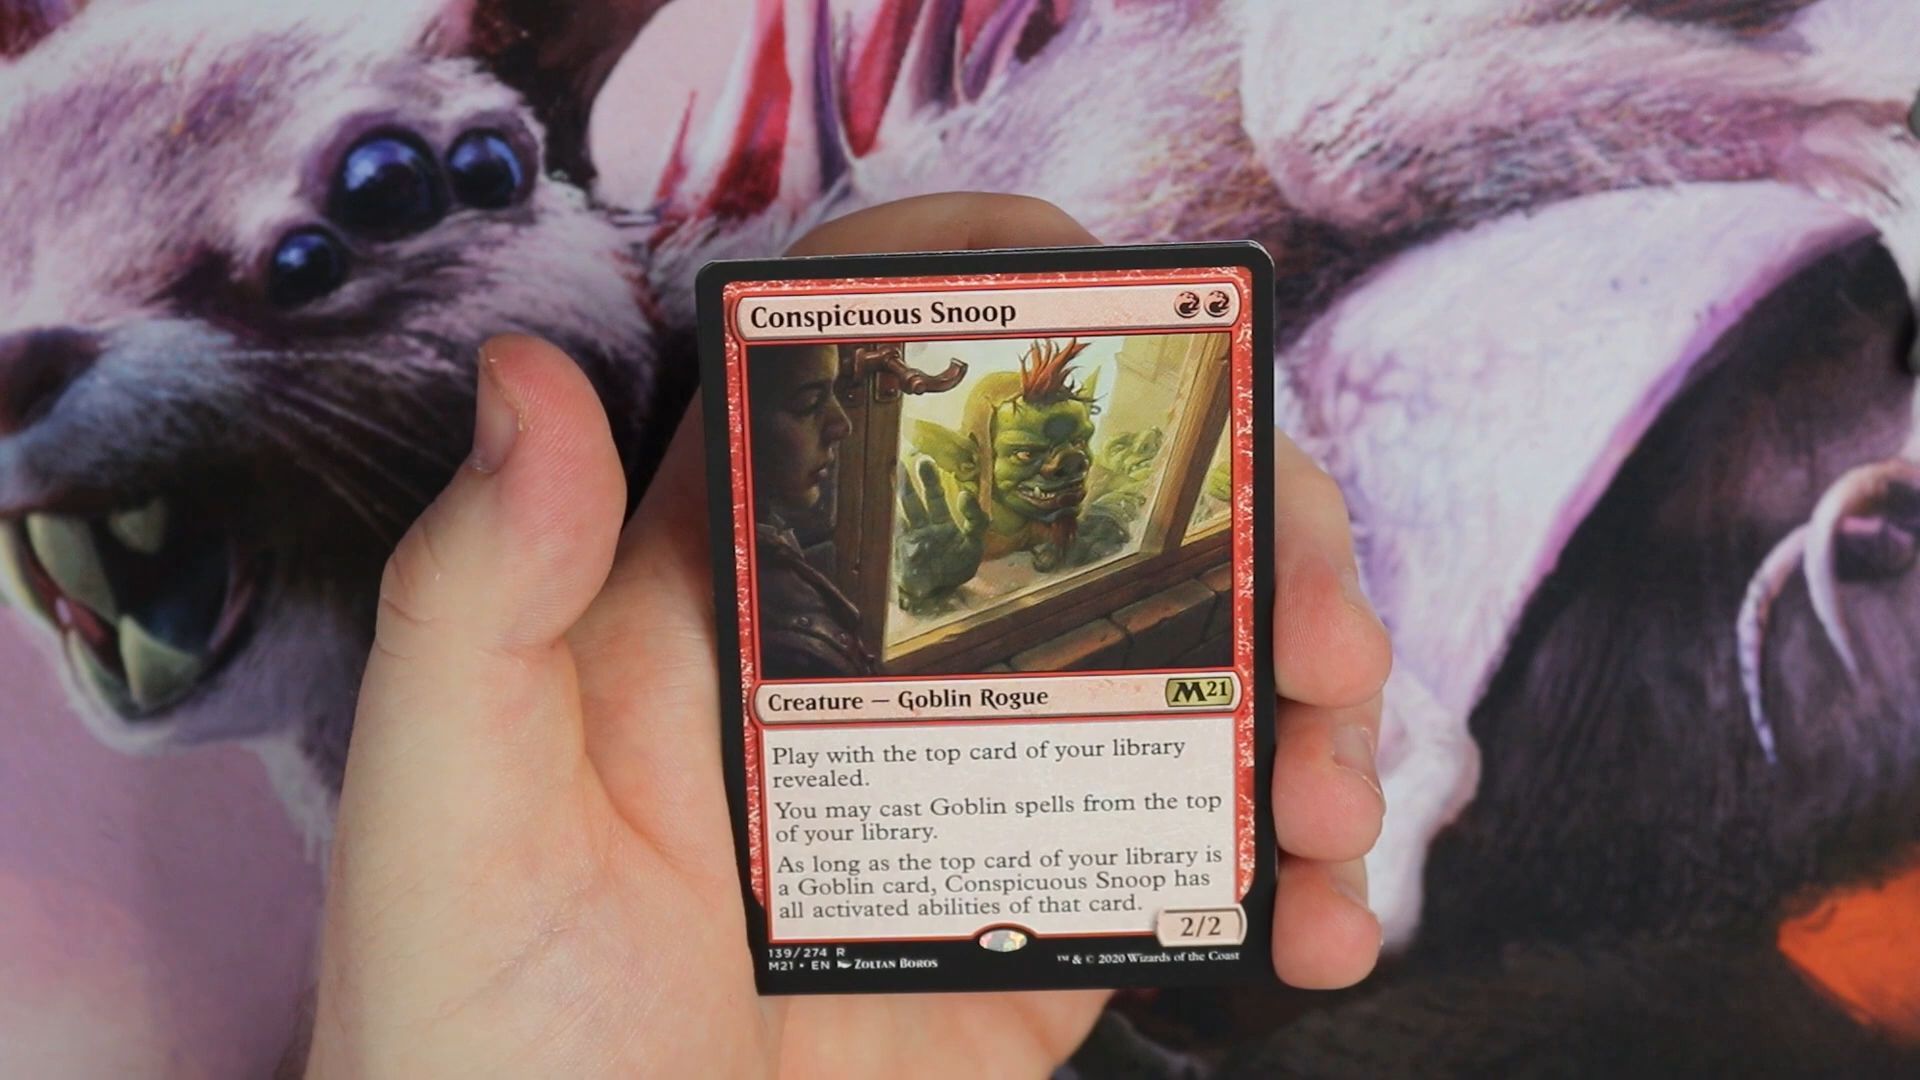 Conspicuous Snoop
Creature — Goblin Rogue
M21
Play with the top card of your library
revealed.
You may cast Goblin spells from the top
of your library.
As long as the top card of your library is
a Goblin card, Conspicuous Snoop has
all activated abilities of that card.
2/2
139/274 R
M21 • EN Zoltan Boros
™ & © 2020 Wizards of the Coast